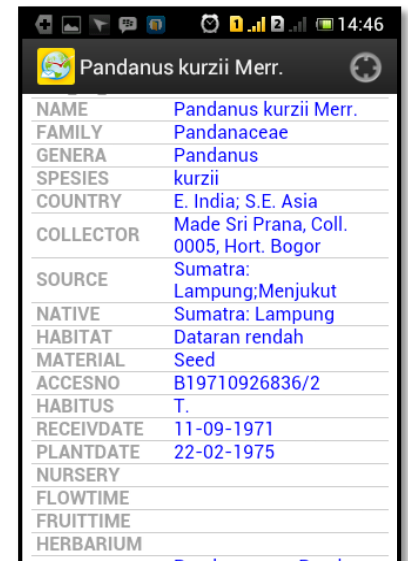 1 2 14:46
Pandanus kurzii Merr.
NAME Pandanus kurzii Merr.
FAMILY Pandanaceae
GENERA Pandanus
SPESIES kurzii
COUNTRY E. India; S.E. Asia
COLLECTOR Made Sri Prana, Coll.
0005, Hort. Bogor
SOURCE Sumatra:
Lampung;Menjukut
NATIVE Sumatra: Lampung
HABITAT Dataran rendah
MATERIAL Seed
ACCESNO B19710926836/2
HABITUS T.
RECEIVDATE 11-09-1971
PLANTDATE 22-02-1975
NURSERY
FLOWTIME
FRUITTIME
HERBARIUM